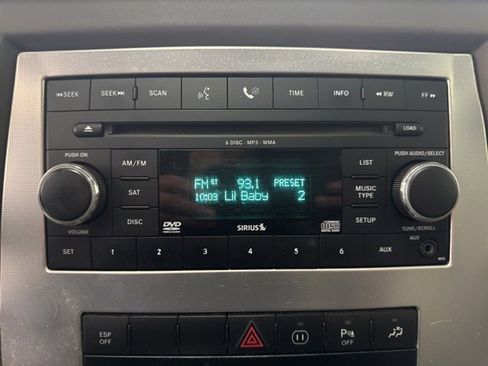 ⏮SEEK SEEK⏭ SCAN TIME INFO ◀◀ RW FF ▶▶
6 DISC · MP3 · WMA LOAD
PUSH ON AM/FM LIST PUSH AUDIO/SELECT
FM ST 93.1 PRESET
10:03 Lil Baby 2
SAT MUSIC
TYPE
DISC SETUP
VOLUME DVD SIRIUS disc TUNE/SCROLL
SET 1 2 3 4 5 6 AUX AUX
ESP
OFF
OFF